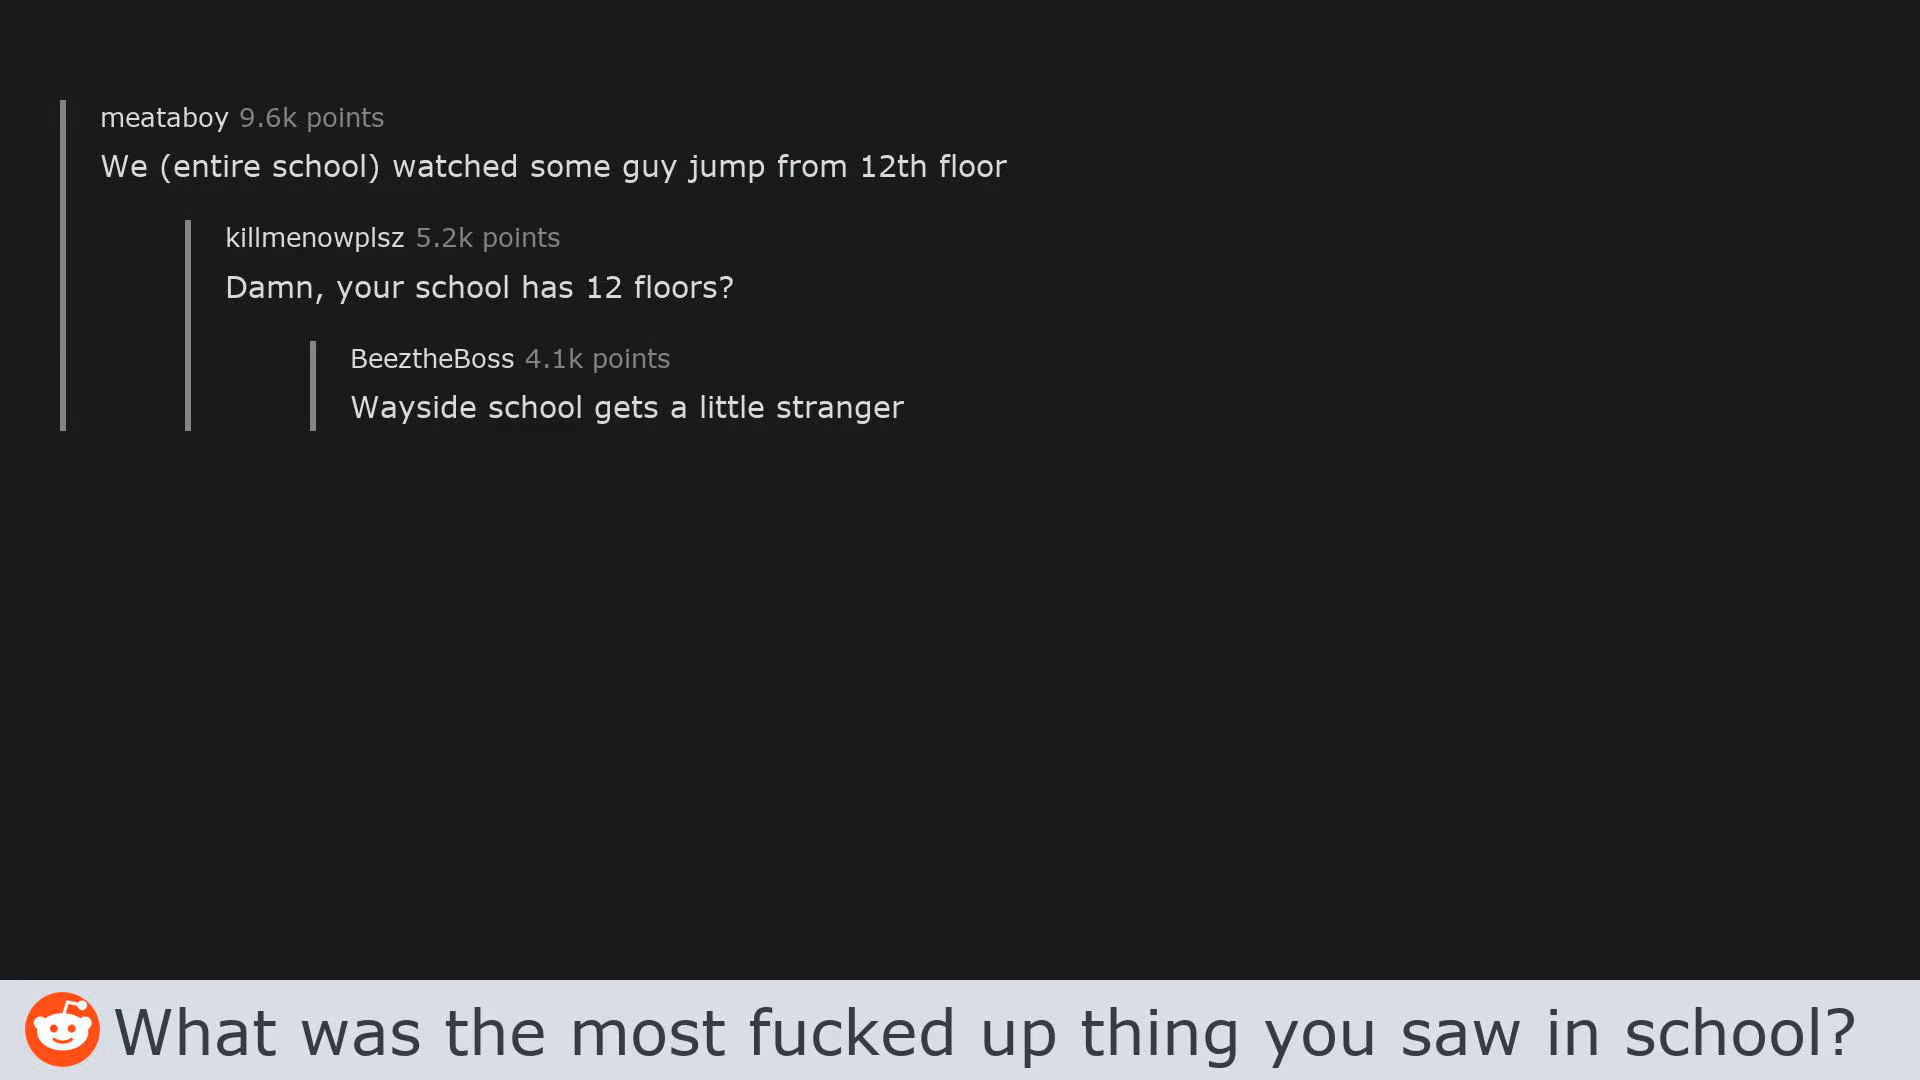 meataboy 9.6k points
We (entire school) watched some guy jump from 12th floor
killmenowplsz 5.2k points
Damn, your school has 12 floors?
BeeztheBoss 4.1k points
Wayside school gets a little stranger
What was the most fucked up thing you saw in school?